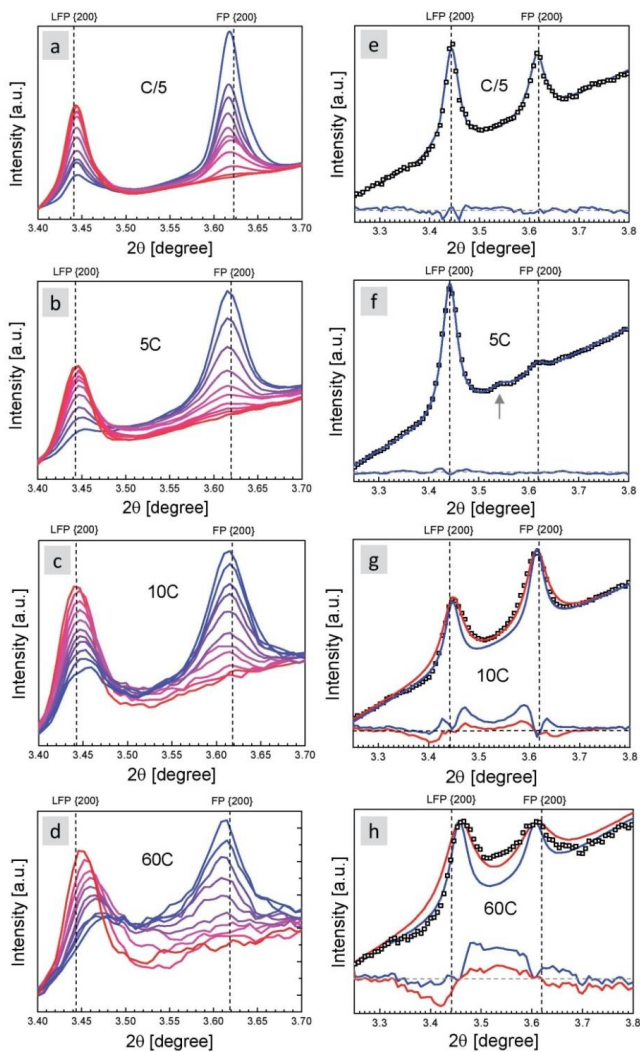 LFP {200} FP {200}
a
C/5
Intensity [a.u.]
3.40 3.45 3.50 3.55 3.60 3.65 3.70
2θ [degree]
LFP {200} FP {200}
e
C/5
Intensity [a.u.]
3.3 3.4 3.5 3.6 3.7 3.8
2θ [degree]
LFP {200} FP {200}
b
5C
Intensity [a.u.]
3.40 3.45 3.50 3.55 3.60 3.65 3.70
2θ [degree]
LFP {200} FP {200}
f
5C
Intensity [a.u.]
3.3 3.4 3.5 3.6 3.7 3.8
2θ [degree]
LFP {200} FP {200}
c
10C
Intensity [a.u.]
3.40 3.45 3.50 3.55 3.60 3.65 3.70
2θ [degree]
LFP {200} FP {200}
g
10C
Intensity [a.u.]
3.3 3.4 3.5 3.6 3.7 3.8
2θ [degree]
LFP {200} FP {200}
d
60C
Intensity [a.u.]
3.40 3.45 3.50 3.55 3.60 3.65 3.70
2θ [degree]
LFP {200} FP {200}
h
60C
Intensity [a.u.]
3.3 3.4 3.5 3.6 3.7 3.8
2θ [degree]